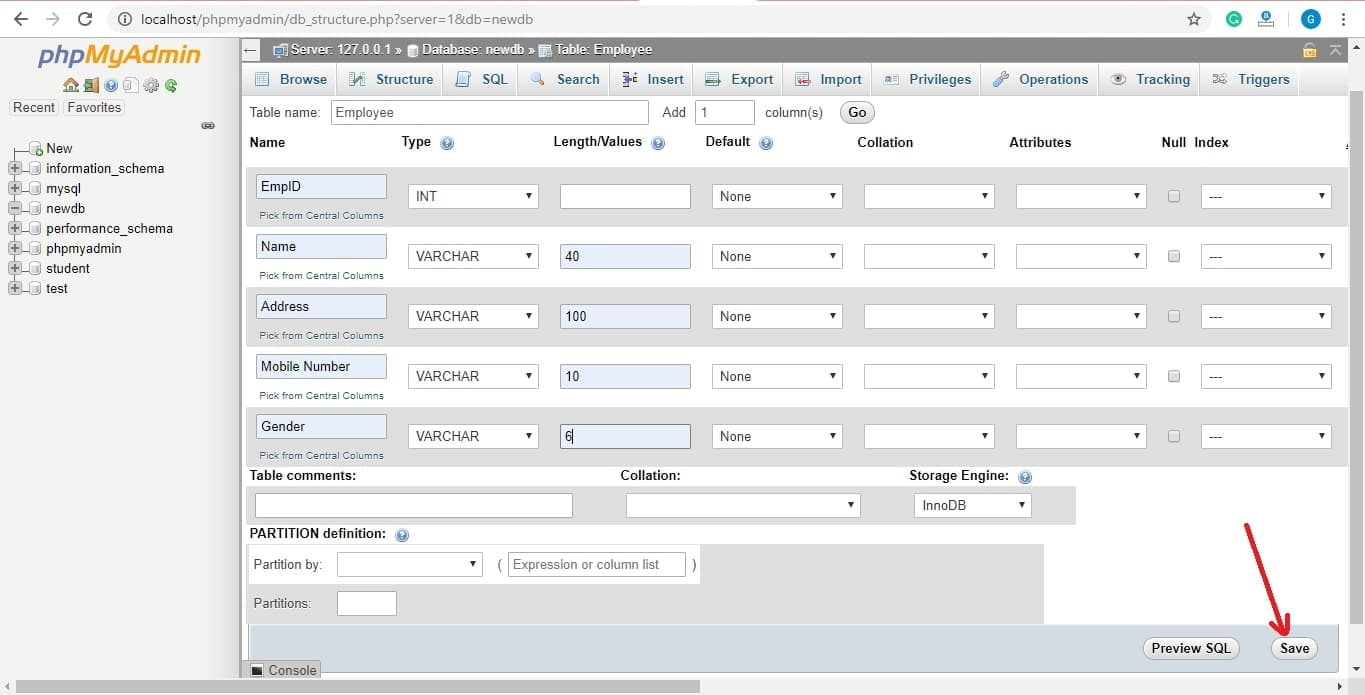 localhost/phpmyadmin/db_structure.php?server=1&db=newdb
G
phpMyAdmin
Recent Favorites
New
information_schema
mysql
newdb
performance_schema
phpmyadmin
student
test
Server: 127.0.0.1 » Database: newdb » Table: Employee
Browse Structure SQL Search Insert Export Import Privileges Operations Tracking Triggers
Table name: Employee Add 1 column(s) Go
Name Type Length/Values Default Collation Attributes Null Index
EmpID INT None ---
Pick from Central Columns
Name VARCHAR 40 None ---
Pick from Central Columns
Address VARCHAR 100 None ---
Pick from Central Columns
Mobile Number VARCHAR 10 None ---
Pick from Central Columns
Gender VARCHAR 6 None ---
Pick from Central Columns
Table comments: Collation: Storage Engine:
InnoDB
PARTITION definition:
Partition by: ( Expression or column list )
Partitions:
Preview SQL Save
Console